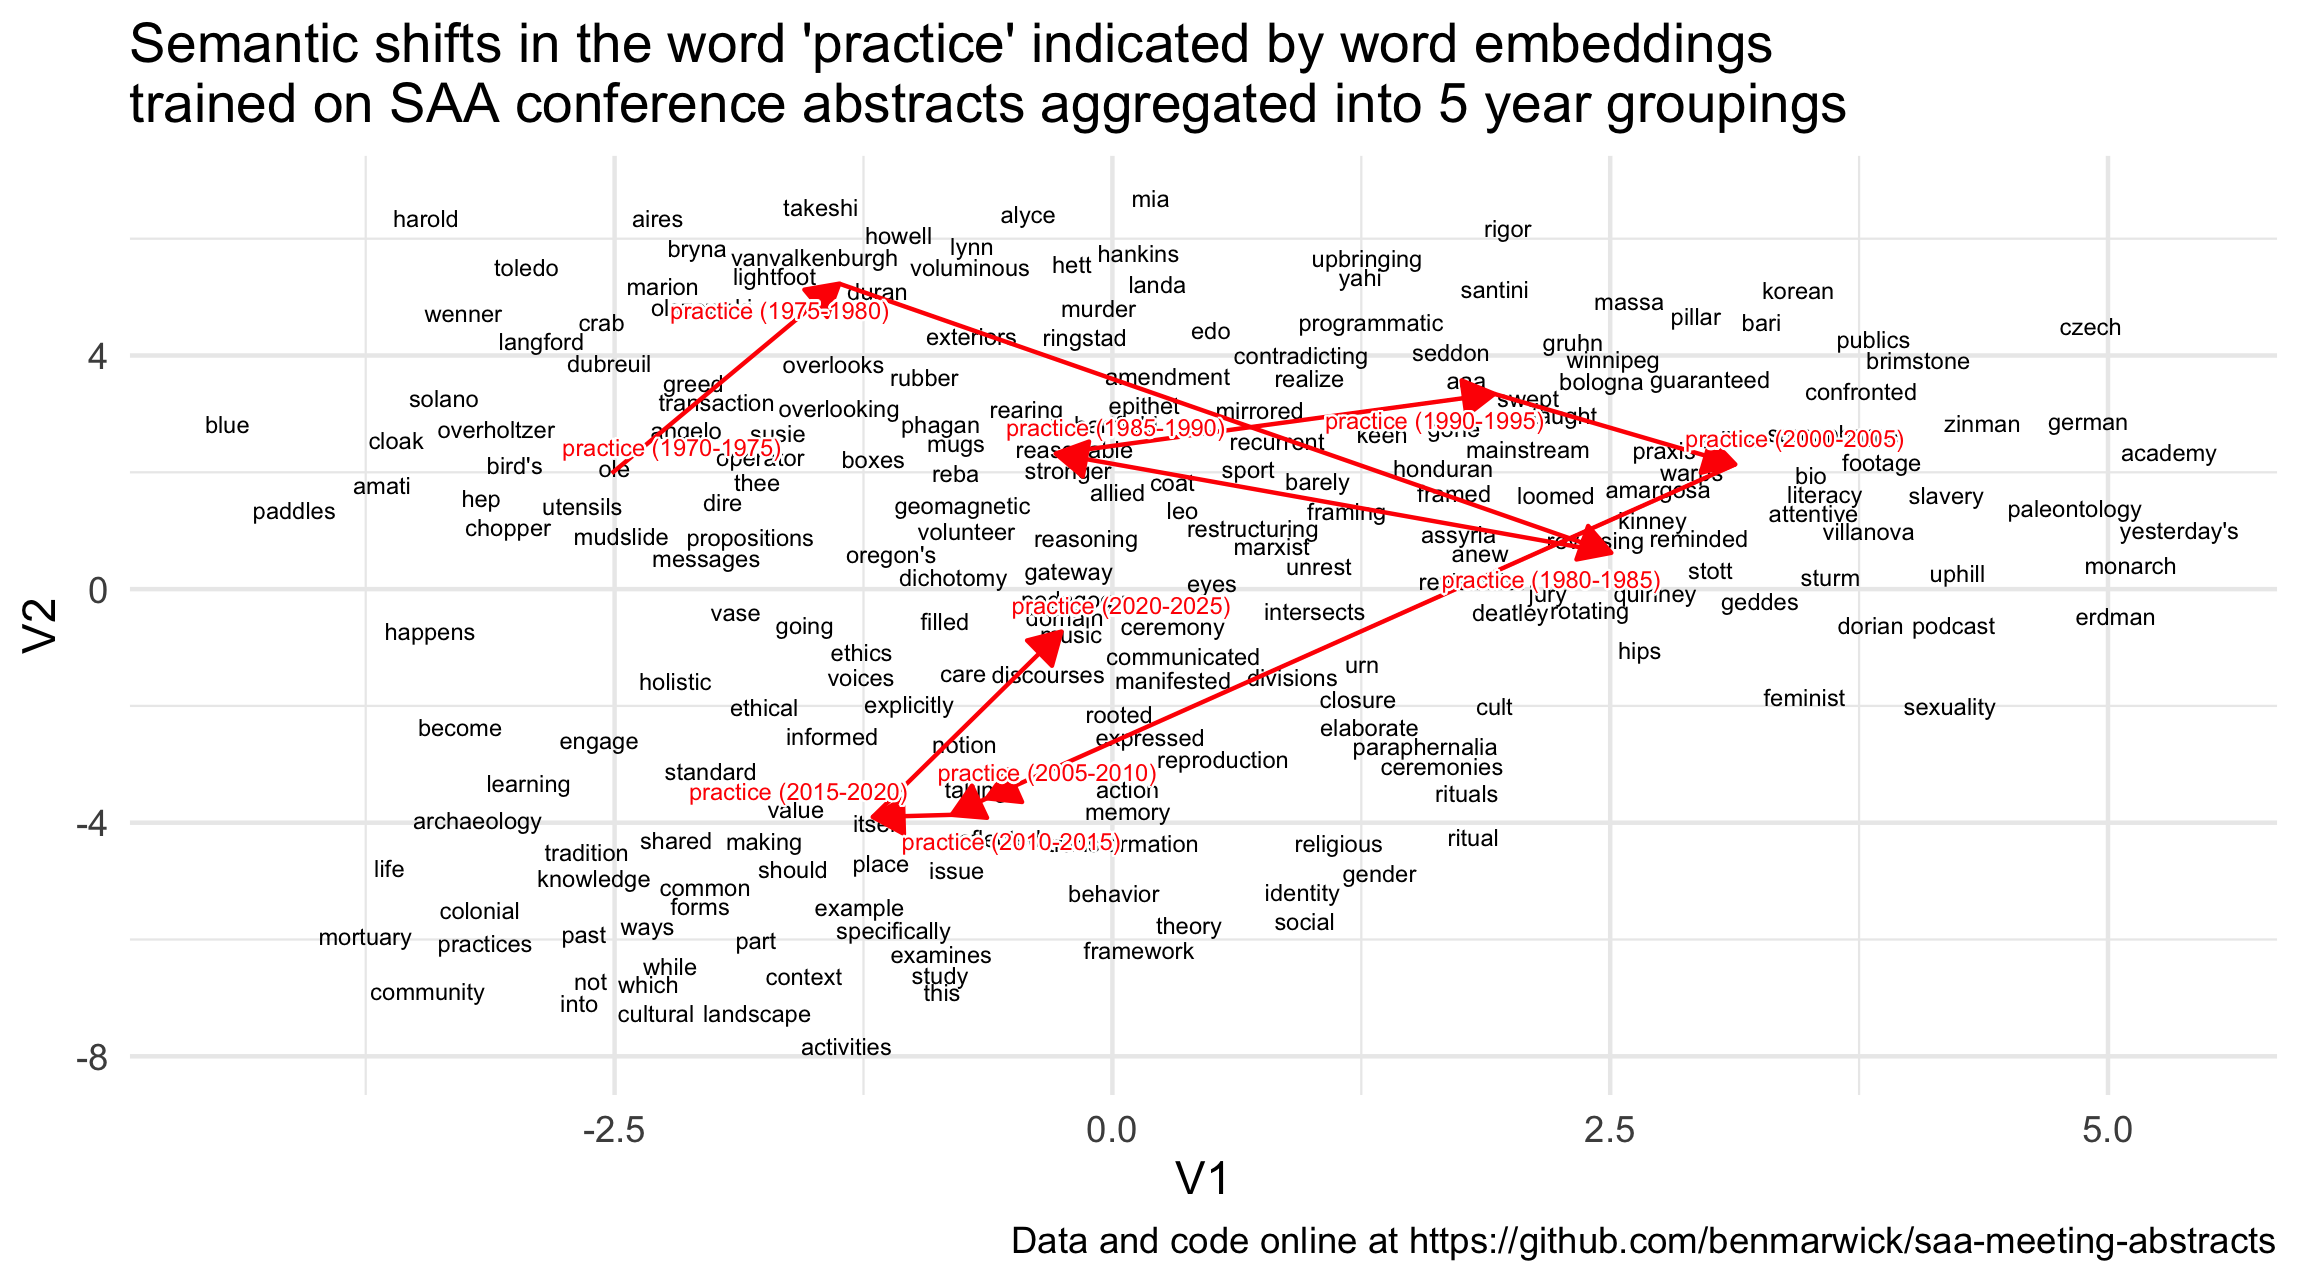 Semantic shifts in the word 'practice' indicated by word embeddings
trained on SAA conference abstracts aggregated into 5 year groupings
mia
takeshi
alyce
harold aires
rigor
howell
lynn
bryna
hankins
vanvalkenburgh
upbringing
hett
toledo voluminous
lightfoot yahi
landa
marion santini korean
duran
massa
murder
practice (1975-1980)
wenner pillar
crab programmatic bari
czech
edo
exteriors ringstad
langford gruhn publics
4
contradicting seddon winnipeg brimstone
dubreuil overlooks
rubber amendment realize aaa bologna guaranteed
greed
confronted
solano transaction swept
overlooking rearing epithet mirrored
blue phagan practice (1985-1990) practice (1990-1995) zinman german
overholtzer angelo susie keen gone
cloak practice (1970-1975) mugs recurrent practice (2000-2005)
mainstream praxis academy
operator boxes footage
bird's ole reba stronger sport honduran wares bio
amati thee coat barely
hep allied framed loomed amargosa literacy slavery
utensils dire geomagnetic leo framing attentive paleontology
paddles
chopper volunteer restructuring kinney villanova yesterday's
mudslide propositions reasoning marxist assyria reminded
messages oregon's anew
unrest monarch
dichotomy gateway stott sturm uphill
0
eyes practice (1980-1985)
practice (2020-2025) jury quinney geddes
vase intersects deatley rotating erdman
happens going filled domain ceremony dorian podcast
music
ethics communicated urn hips
care discourses
holistic voices manifested divisions
ethical explicitly rooted closure cult feminist sexuality
become informed expressed elaborate
engage notion paraphernalia
reproduction ceremonies
standard practice (2005-2010)
learning practice (2015-2020) action rituals
value memory
-4
archaeology
shared making practice (2010-2015) religious ritual
tradition
life should place issue gender
knowledge common behavior identity
colonial forms example theory social
ways specifically
mortuary practices past part examines framework
while
not which context study
community this
into
cultural landscape
activities
-8
V2
-2.5 0.0 2.5 5.0
V1
Data and code online at https://github.com/benmarwick/saa-meeting-abstracts